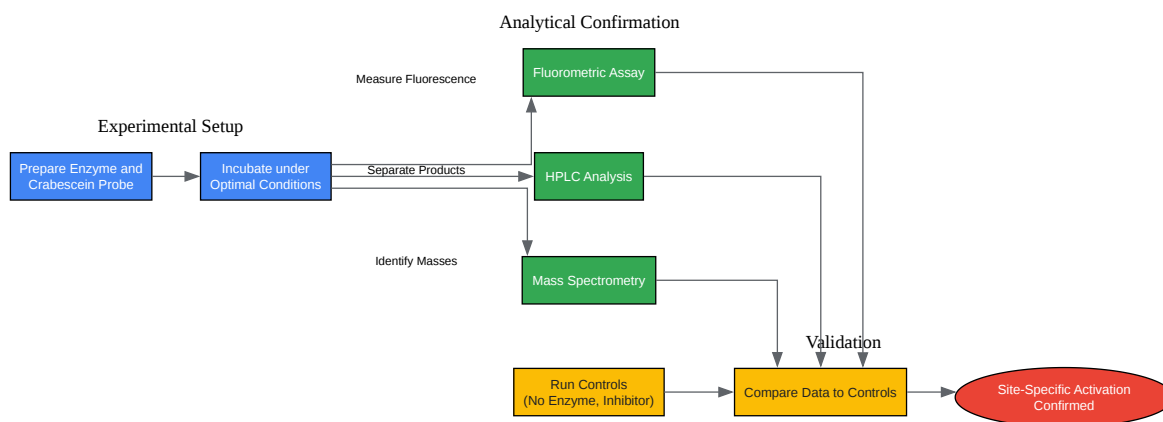 Analytical Confirmation
Fluorometric Assay
Measure Fluorescence
Experimental Setup
Prepare Enzyme and
Crabescein Probe
Incubate under
Optimal Conditions
Separate Products
HPLC Analysis
Identify Masses
Mass Spectrometry
Validation
Run Controls
(No Enzyme, Inhibitor)
Compare Data to Controls
Site-Specific Activation
Confirmed